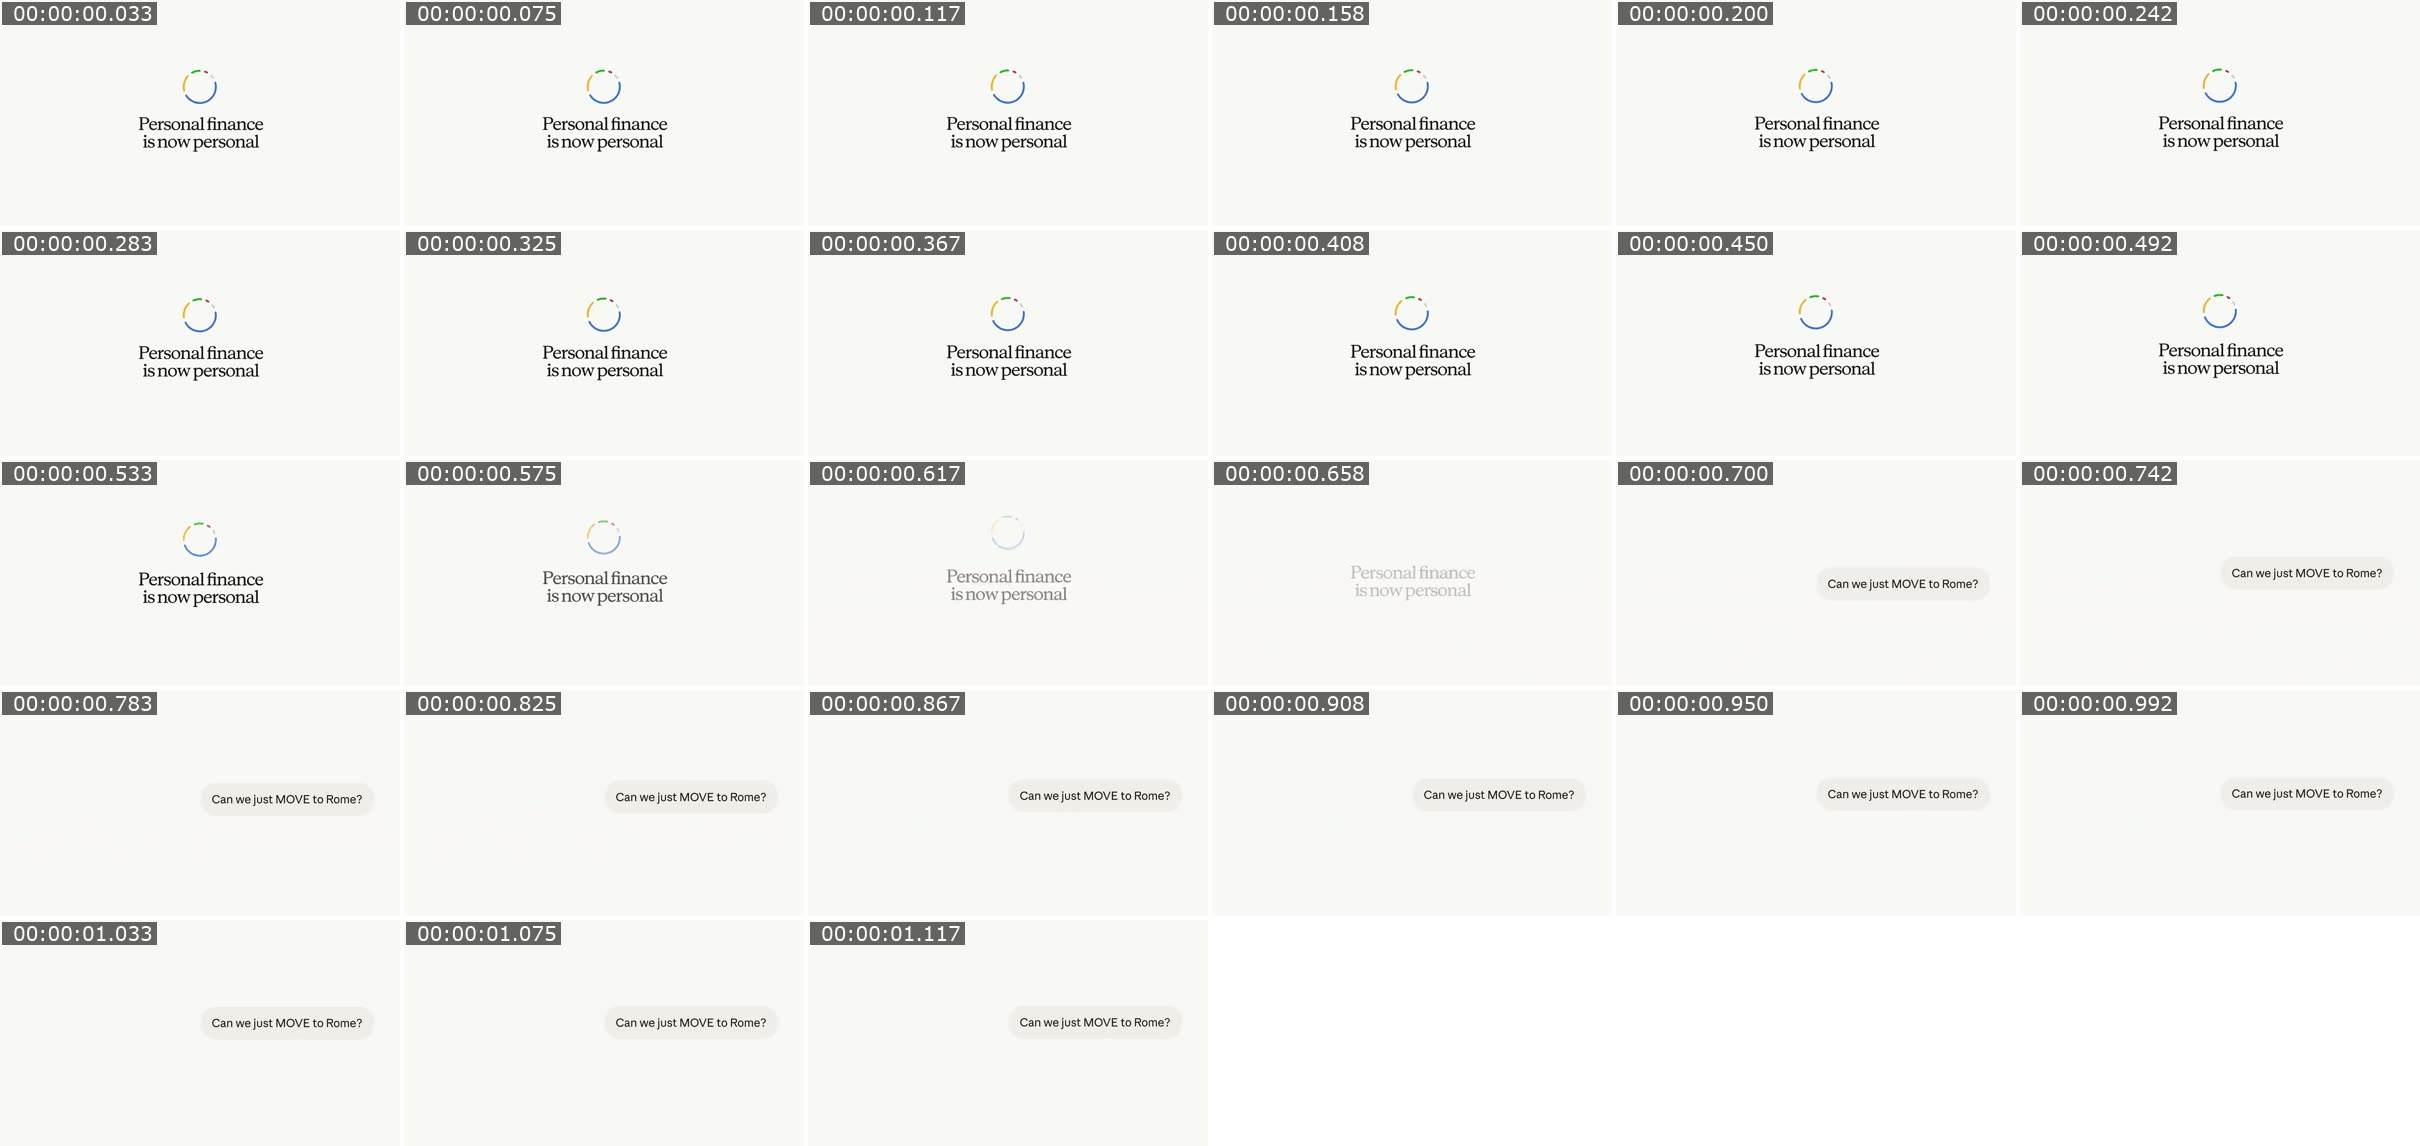 00:00:00.033 00:00:00.075 00:00:00.117 00:00:00.158 00:00:00.200 00:00:00.242
Personal finance Personal finance Personal finance Personal finance Personal finance Personal finance
is now personal is now personal is now personal is now personal is now personal is now personal
00:00:00.283 00:00:00.325 00:00:00.367 00:00:00.408 00:00:00.450 00:00:00.492
Personal finance Personal finance Personal finance Personal finance Personal finance Personal finance
is now personal is now personal is now personal is now personal is now personal is now personal
00:00:00.533 00:00:00.575 00:00:00.617 00:00:00.658 00:00:00.700 00:00:00.742
Personal finance Personal finance Personal finance Personal finance Can we just MOVE to Rome? Can we just MOVE to Rome?
is now personal is now personal is now personal is now personal
00:00:00.783 00:00:00.825 00:00:00.867 00:00:00.908 00:00:00.950 00:00:00.992
Can we just MOVE to Rome? Can we just MOVE to Rome? Can we just MOVE to Rome? Can we just MOVE to Rome? Can we just MOVE to Rome? Can we just MOVE to Rome?
00:00:01.033 00:00:01.075 00:00:01.117
Can we just MOVE to Rome? Can we just MOVE to Rome? Can we just MOVE to Rome?